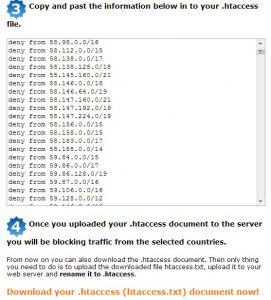 3 Copy and past the information below in to your .htaccess
file.
deny from 58.98.0.0/16
deny from 58.112.0.0/15
deny from 58.138.0.0/17
deny from 58.138.128.0/18
deny from 58.145.160.0/21
deny from 58.146.0.0/18
deny from 58.146.64.0/19
deny from 58.147.160.0/21
deny from 58.147.192.0/19
deny from 58.147.224.0/19
deny from 58.156.0.0/15
deny from 58.158.0.0/15
deny from 58.183.0.0/17
deny from 58.188.0.0/14
deny from 59.84.0.0/15
deny from 59.86.0.0/17
deny from 59.86.128.0/19
deny from 59.87.0.0/16
deny from 59.106.0.0/16
deny from 59.128.0.0/12
4 Once you uploaded your .htaccess document to the server
you will be blocking traffic from the selected countries.
From now on you can also download the .htaccess document. Then only thing
you need to do is to upload the downloaded file htaccess.txt, upload it to your
web server and rename it to .htaccess.
Download your .htaccess (htaccess.txt) document now!